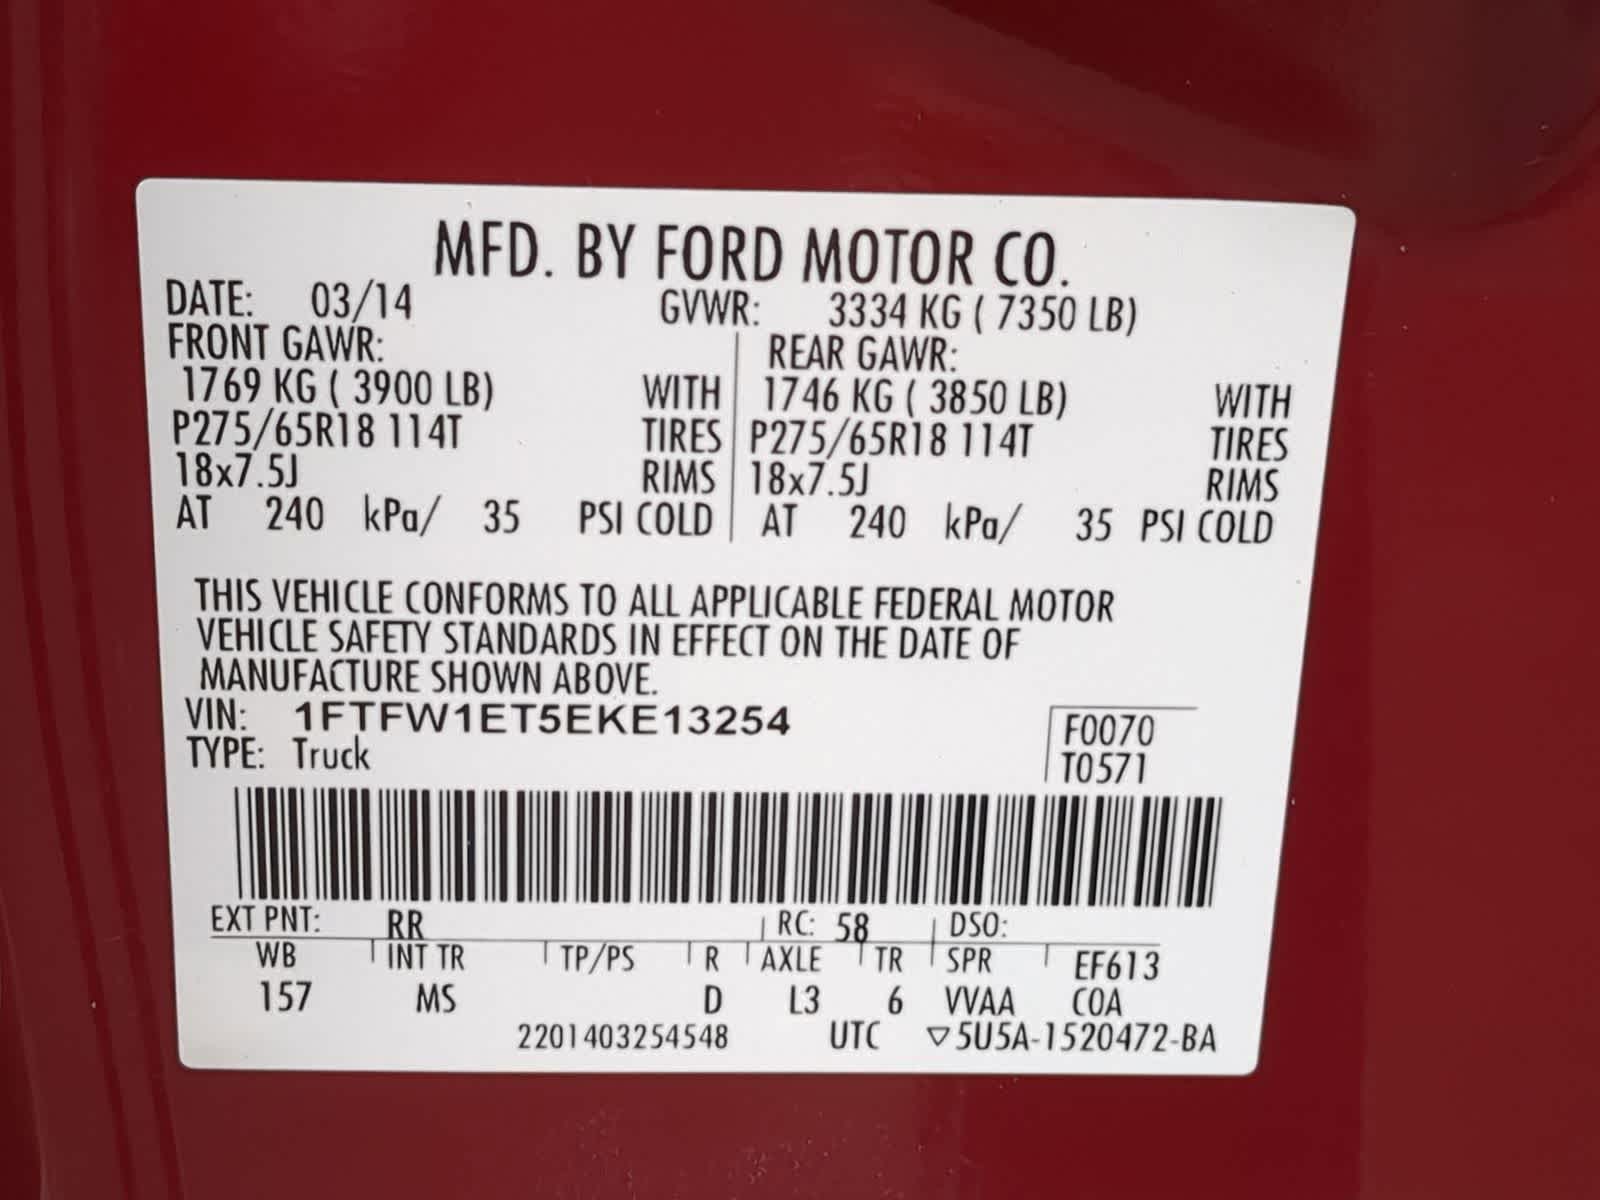 MFD. BY FORD MOTOR CO.
DATE: 03/14 GVWR: 3334 KG ( 7350 LB)
FRONT GAWR: REAR GAWR:
1769 KG ( 3900 LB) WITH 1746 KG ( 3850 LB) WITH
P275/65R18 114T TIRES P275/65R18 114T TIRES
18x7.5J RIMS 18x7.5J RIMS
AT 240 kPa/ 35 PSI COLD AT 240 kPa/ 35 PSI COLD
THIS VEHICLE CONFORMS TO ALL APPLICABLE FEDERAL MOTOR
VEHICLE SAFETY STANDARDS IN EFFECT ON THE DATE OF
MANUFACTURE SHOWN ABOVE.
VIN: 1FTFW1ET5EKE13254 F0070
TYPE: Truck T0571
EXT PNT: RR RC: 58 DSO:
WB INT TR TP/PS R AXLE TR SPR EF613
157 MS D L3 6 VVAA COA
2201403254548 UTC ▽5U5A-1520472-BA